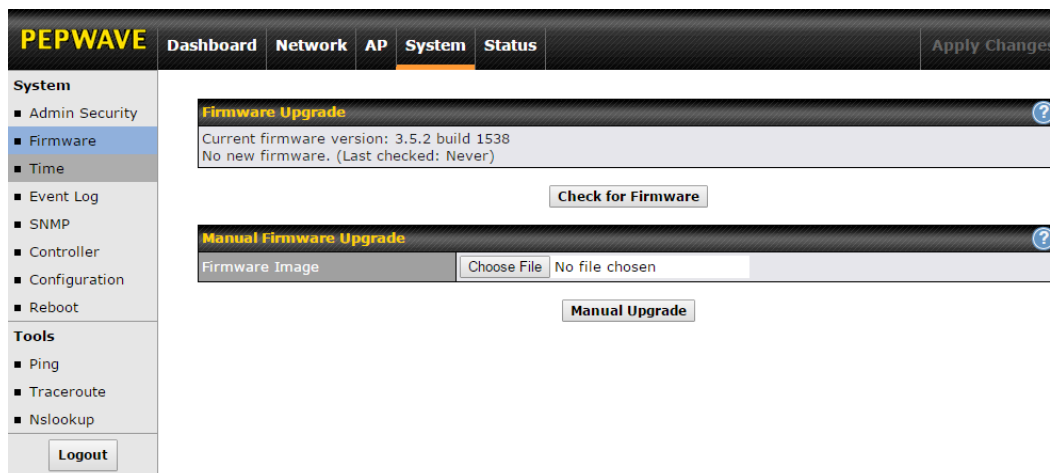 PEPWAVE
Dashboard Network AP System Status Apply Changes
System
Admin Security
Firmware
Time
Event Log
SNMP
Controller
Configuration
Reboot
Tools
Ping
Traceroute
Nslookup
Logout
Firmware Upgrade ?
Current firmware version: 3.5.2 build 1538
No new firmware. (Last checked: Never)
Check for Firmware
Manual Firmware Upgrade ?
Firmware Image Choose File No file chosen
Manual Upgrade